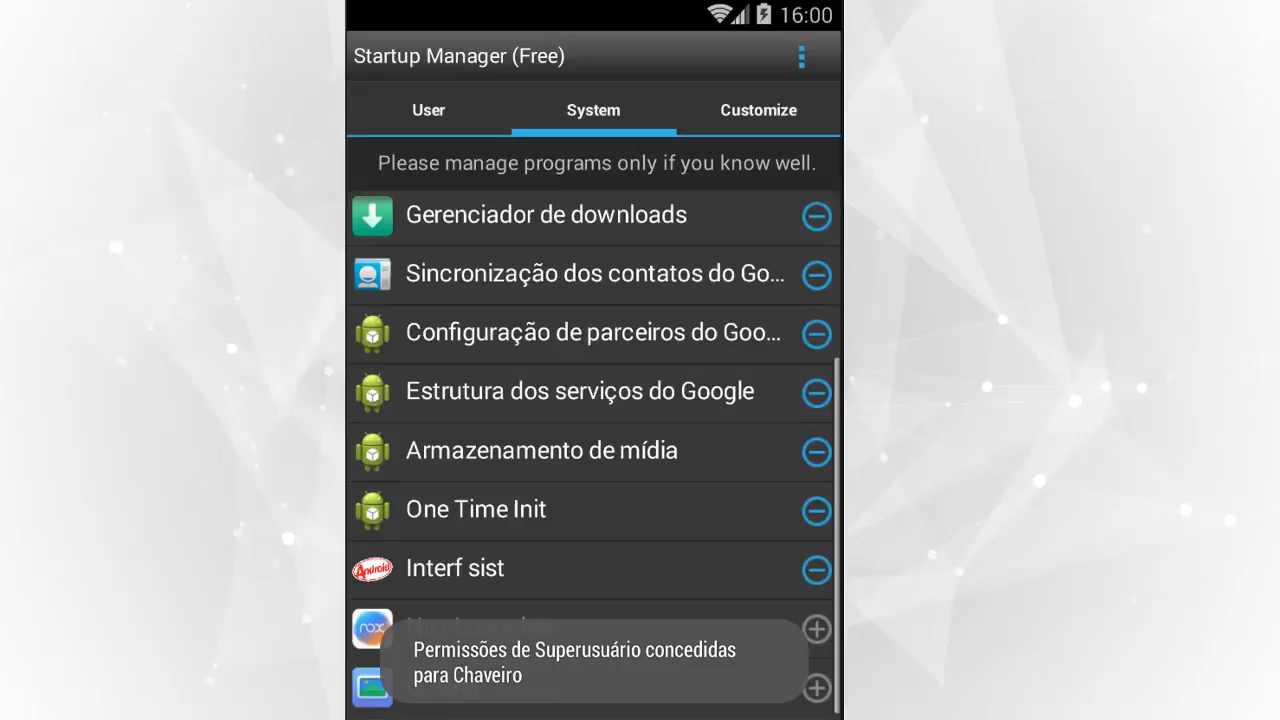 16:00
Startup Manager (Free)
User System Customize
Please manage programs only if you know well.
Gerenciador de downloads
Sincronização dos contatos do Go...
Configuração de parceiros do Goo...
Estrutura dos serviços do Google
Armazenamento de mídia
One Time Init
Android
Interf sist
nox
Permissões de Superusuário concedidas
para Chaveiro